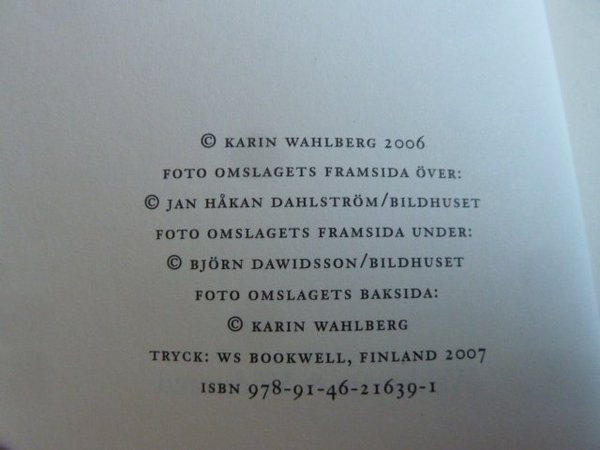 © KARIN WAHLBERG 2006
FOTO OMSLAGETS FRAMSIDA ÖVER:
© JAN HÅKAN DAHLSTRÖM/BILDHUSET
FOTO OMSLAGETS FRAMSIDA UNDER:
© BJÖRN DAWIDSSON/BILDHUSET
FOTO OMSLAGETS BAKSIDA:
© KARIN WAHLBERG
TRYCK: WS BOOKWELL, FINLAND 2007
ISBN 978-91-46-21639-1